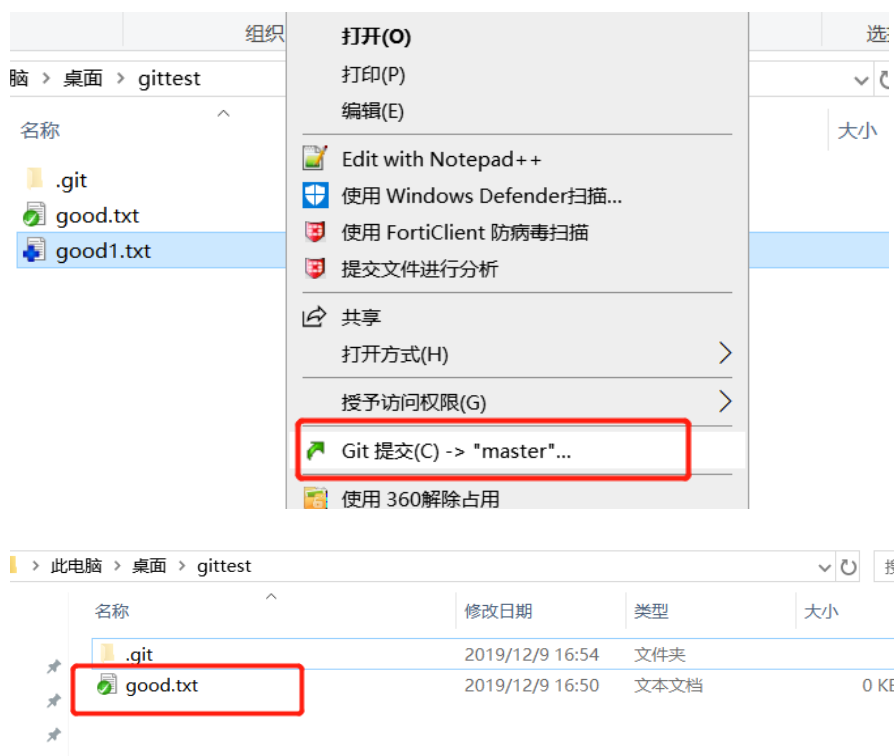 组织
打开(O)
选
脑 > 桌面 > gittest
打印(P)
编辑(E)
名称
大小
.git
Edit with Notepad++
使用 Windows Defender扫描...
good.txt
使用 FortiClient 防病毒扫描
good1.txt
提交文件进行分析
共享
打开方式(H)
授予访问权限(G)
Git 提交(C) -> "master"...
使用 360解除占用
> 此电脑 > 桌面 > gittest
名称 修改日期 类型 大小
.git 2019/12/9 16:54 文件夹
good.txt 2019/12/9 16:50 文本文档 0 KB